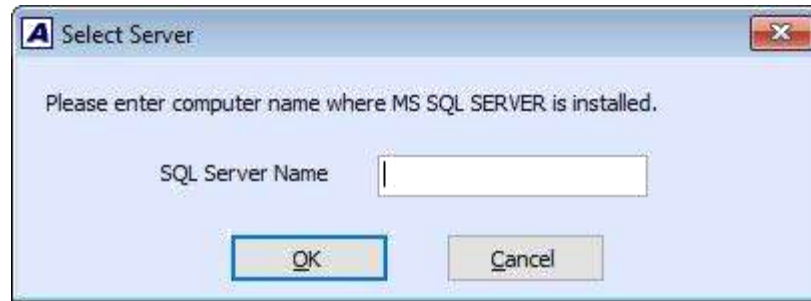 A Select Server
Please enter computer name where MS SQL SERVER is installed.
SQL Server Name
OK Cancel